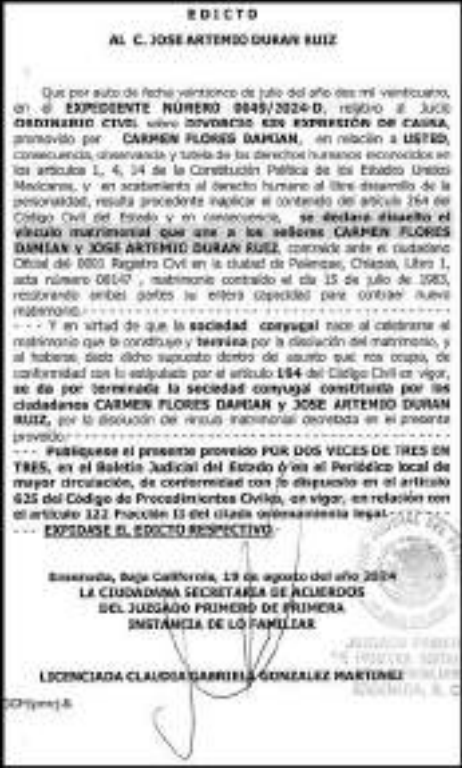 EDICTO
AL C. JOSE ARTEMIO DURAN RUIZ
Que por auto de fecha veintionce de julio del año dos mil veinticuatro,
en el EXPEDIENTE NÚMERO 0049/2024-D, relativo al Juicio
ORDINARIO CIVIL sobre DIVORCIO SIN EXPRESIÓN DE CAUSA,
promovido por CARMEN FLORES DAMIAN, en relación a USTED,
consecuencia, observancia y tutela de los derechos humanos reconocidos en
los artículos 1, 4, 14 de la Constitución Política de los Estados Unidos
Mexicanos, y en acatamiento al derecho humano al libre desarrollo de la
personalidad, resulta procedente inaplicar el contenido del artículo 264 del
Código Civil del Estado y en consecuencia, se declara disuelto el
vínculo matrimonial que une a los señores CARMEN FLORES
DAMIAN y JOSE ARTEMIO DURAN RUIZ, contraído ante el ciudadano
Oficial del 0001 Registro Civil en la ciudad de Palenque, Chiapas, Libro 1,
acta número 00147 , matrimonio contraído el día 15 de julio de 1983,
recobrando ambas partes su entera capacidad para contraer nuevo
matrimonio.- - - - - - - - - - - - - - - - - - - - - - - - - - - - - -
- - - Y en virtud de que la sociedad conyugal nace al celebrarse el
matrimonio que la constituye y termina por la disolución del matrimonio, y
al haberse dado dicho supuesto dentro del asunto que nos ocupa, de
conformidad con lo estipulado por el artículo 194 del Código Civil en vigor,
se da por terminada la sociedad conyugal constituida por los
ciudadanos CARMEN FLORES DAMIAN y JOSE ARTEMIO DURAN
RUIZ, por la disolución del vínculo matrimonial decretada en el presente
proveído.- - - - - - - - - - - - - - - - - - - - - - - - - - - - - -
- - - Publíquese el presente proveído POR DOS VECES DE TRES EN
TRES, en el Boletín Judicial del Estado y en el Periódico local de
mayor circulación, de conformidad con lo dispuesto en el artículo
625 del Código de Procedimientos Civiles, en vigor, en relación con
el artículo 122 Fracción II del citado ordenamiento legal.- - - - -
- - - EXPIDASE EL EDICTO RESPECTIVO.-
Ensenada, Baja California, 19 de agosto del año 2024
LA CIUDADANA SECRETARIA DE ACUERDOS
DEL JUZGADO PRIMERO DE PRIMERA
INSTANCIA DE LO FAMILIAR
LICENCIADA CLAUDIA GABRIELA GONZALEZ MARTINEZ